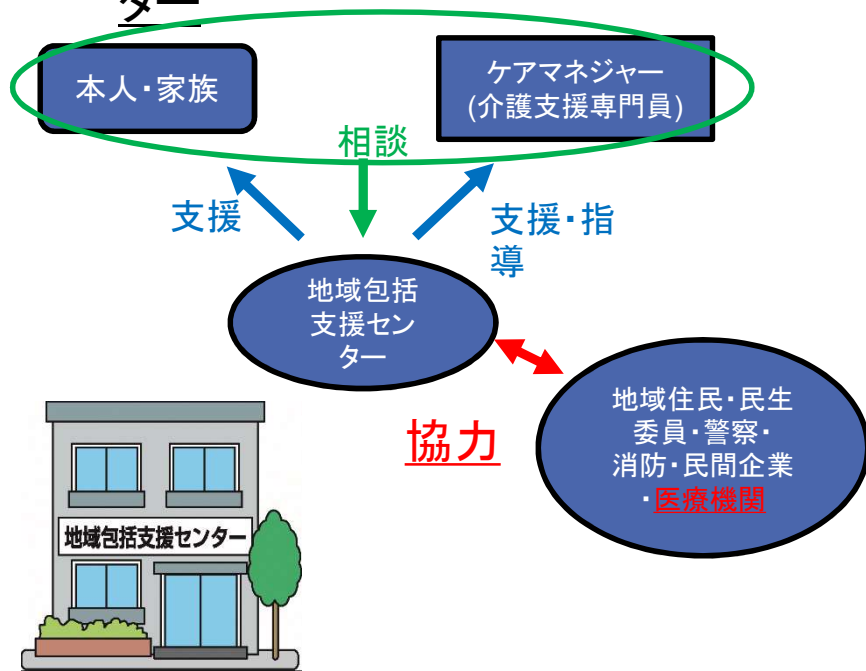 ター
本人・家族
ケアマネジャー
(介護支援専門員)
相談
支援
支援・指
導
地域包括
支援セン
ター
協力
地域住民・民生
委員・警察・
消防・民間企業
・医療機関
地域包括支援センター